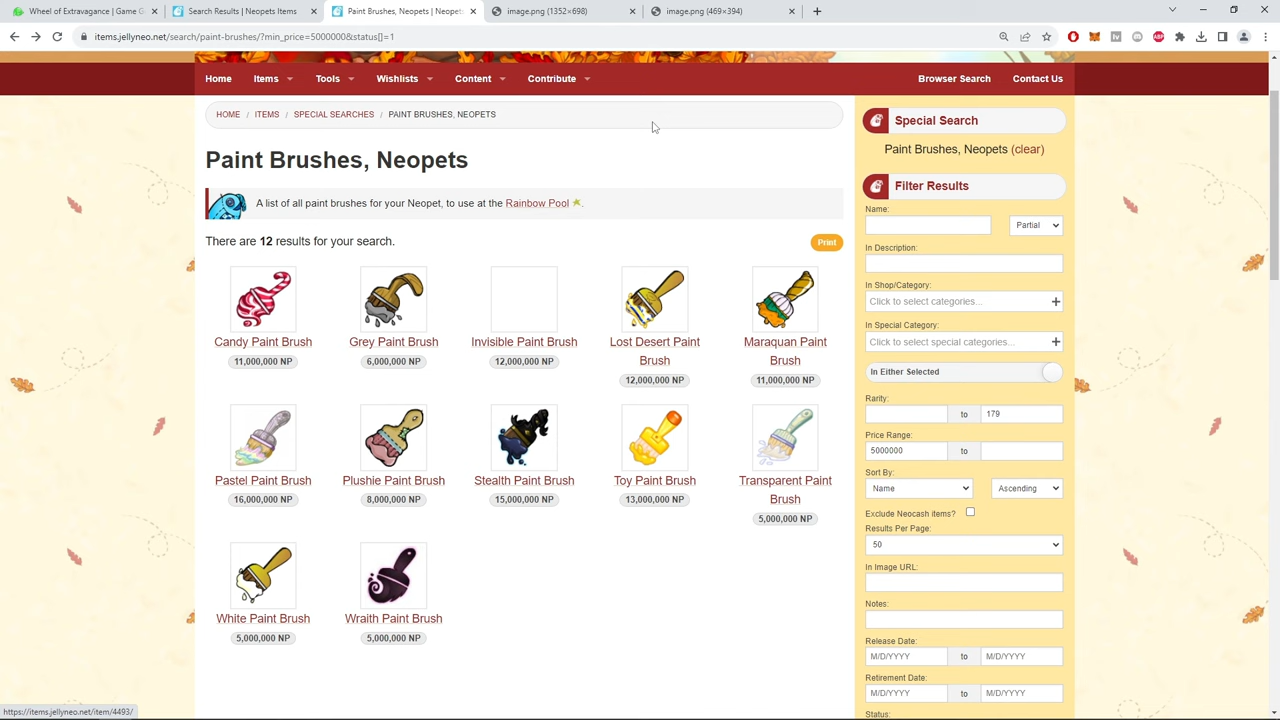 Wheel of Extravagance | Game G
Search Results | Neopets Items
Paint Brushes, Neopets | Neopets
image.png (1352×698)
image.png (469×394)
items.jellyneo.net/search/paint-brushes/?min_price=5000000&status[]=1
Home
Items
Tools
Wishlists
Content
Contribute
Browser Search
Contact Us
HOME / ITEMS / SPECIAL SEARCHES / PAINT BRUSHES, NEOPETS
Paint Brushes, Neopets
A list of all paint brushes for your Neopet, to use at the Rainbow Pool.
There are 12 results for your search.
Print
Candy Paint Brush
11,000,000 NP
Grey Paint Brush
6,000,000 NP
Invisible Paint Brush
12,000,000 NP
Lost Desert Paint
Brush
12,000,000 NP
Maraquan Paint
Brush
11,000,000 NP
Pastel Paint Brush
16,000,000 NP
Plushie Paint Brush
8,000,000 NP
Stealth Paint Brush
15,000,000 NP
Toy Paint Brush
13,000,000 NP
Transparent Paint
Brush
5,000,000 NP
White Paint Brush
5,000,000 NP
Wraith Paint Brush
5,000,000 NP
Special Search
Paint Brushes, Neopets (clear)
Filter Results
Name:
Partial
In Description:
In Shop/Category:
Click to select categories...
In Special Category:
Click to select special categories...
In Either Selected
Rarity:
to 179
Price Range:
5000000 to
Sort By:
Name Ascending
Exclude Neocash items?
Results Per Page:
50
In Image URL:
Notes:
Release Date:
M/D/YYYY to M/D/YYYY
Retirement Date:
M/D/YYYY to M/D/YYYY
Status:
https://items.jellyneo.net/item/4493/